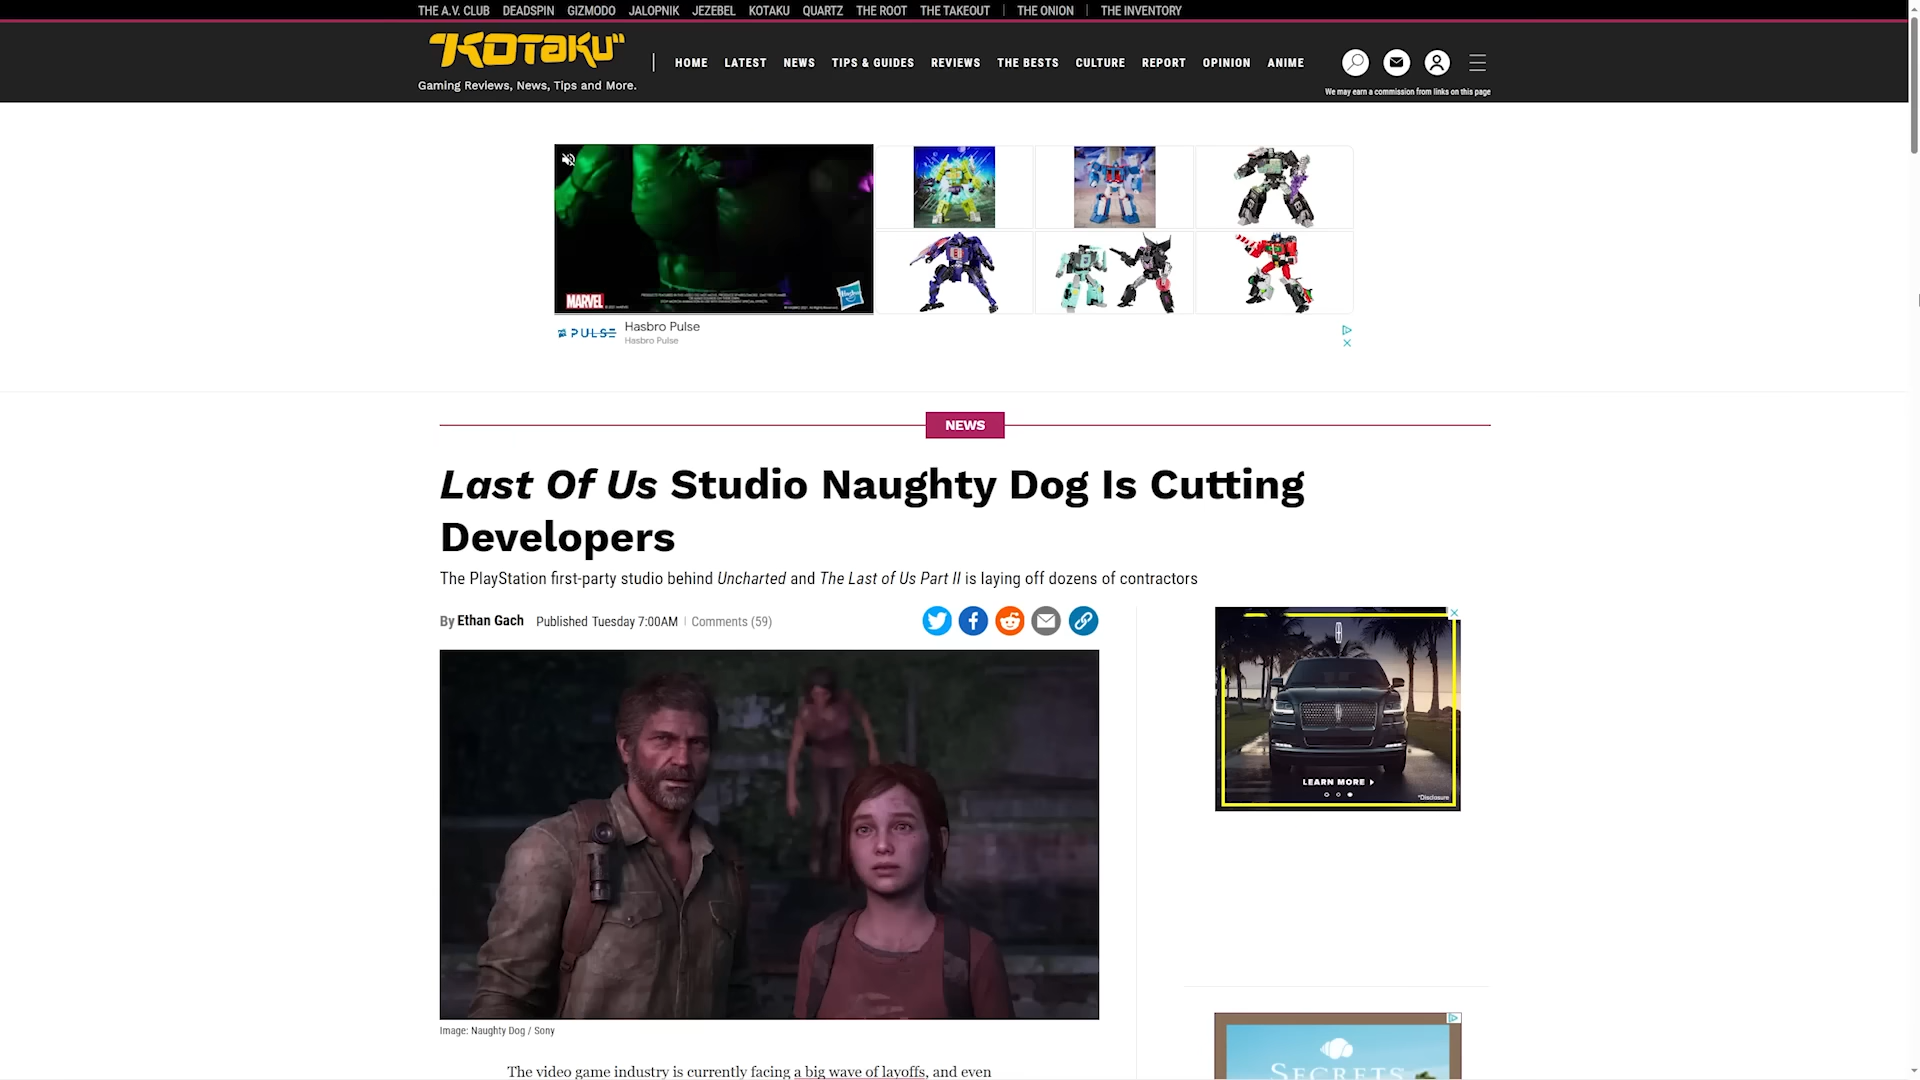 THE A.V. CLUB DEADSPIN GIZMODO JALOPNIK JEZEBEL KOTAKU QUARTZ THE ROOT THE TAKEOUT | THE ONION | THE INVENTORY
"KOTAKU"
Gaming Reviews, News, Tips and More.
HOME LATEST NEWS TIPS & GUIDES REVIEWS THE BESTS CULTURE REPORT OPINION ANIME
We may earn a commission from links on this page
MARVEL
Hasbro
PULSE
Hasbro Pulse
Hasbro Pulse
NEWS
Last Of Us Studio Naughty Dog Is Cutting
Developers
The PlayStation first-party studio behind Uncharted and The Last of Us Part II is laying off dozens of contractors
By Ethan Gach Published Tuesday 7:00AM | Comments (59)
LEARN MORE
*Disclosure
Image: Naughty Dog / Sony
SECRETS
The video game industry is currently facing a big wave of layoffs, and even